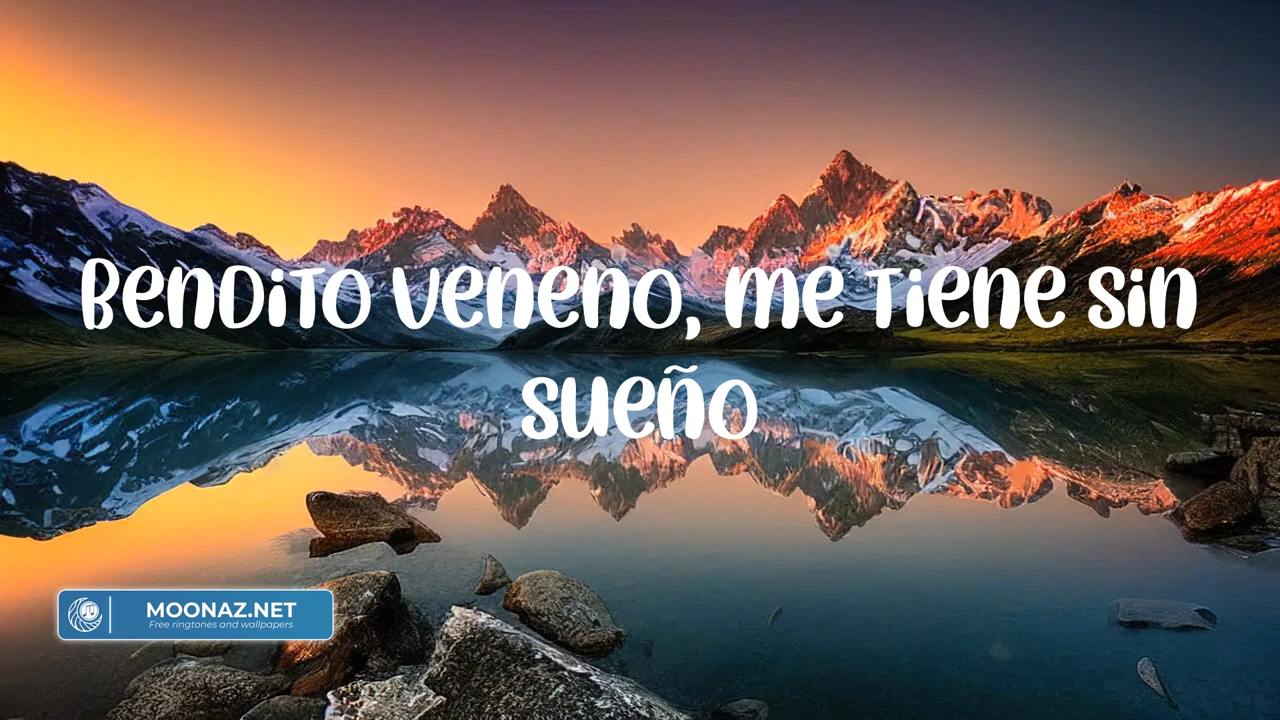 Bendito veneno, me tiene sin
sueño
MOONAZ.NET
Free ringtones and wallpapers